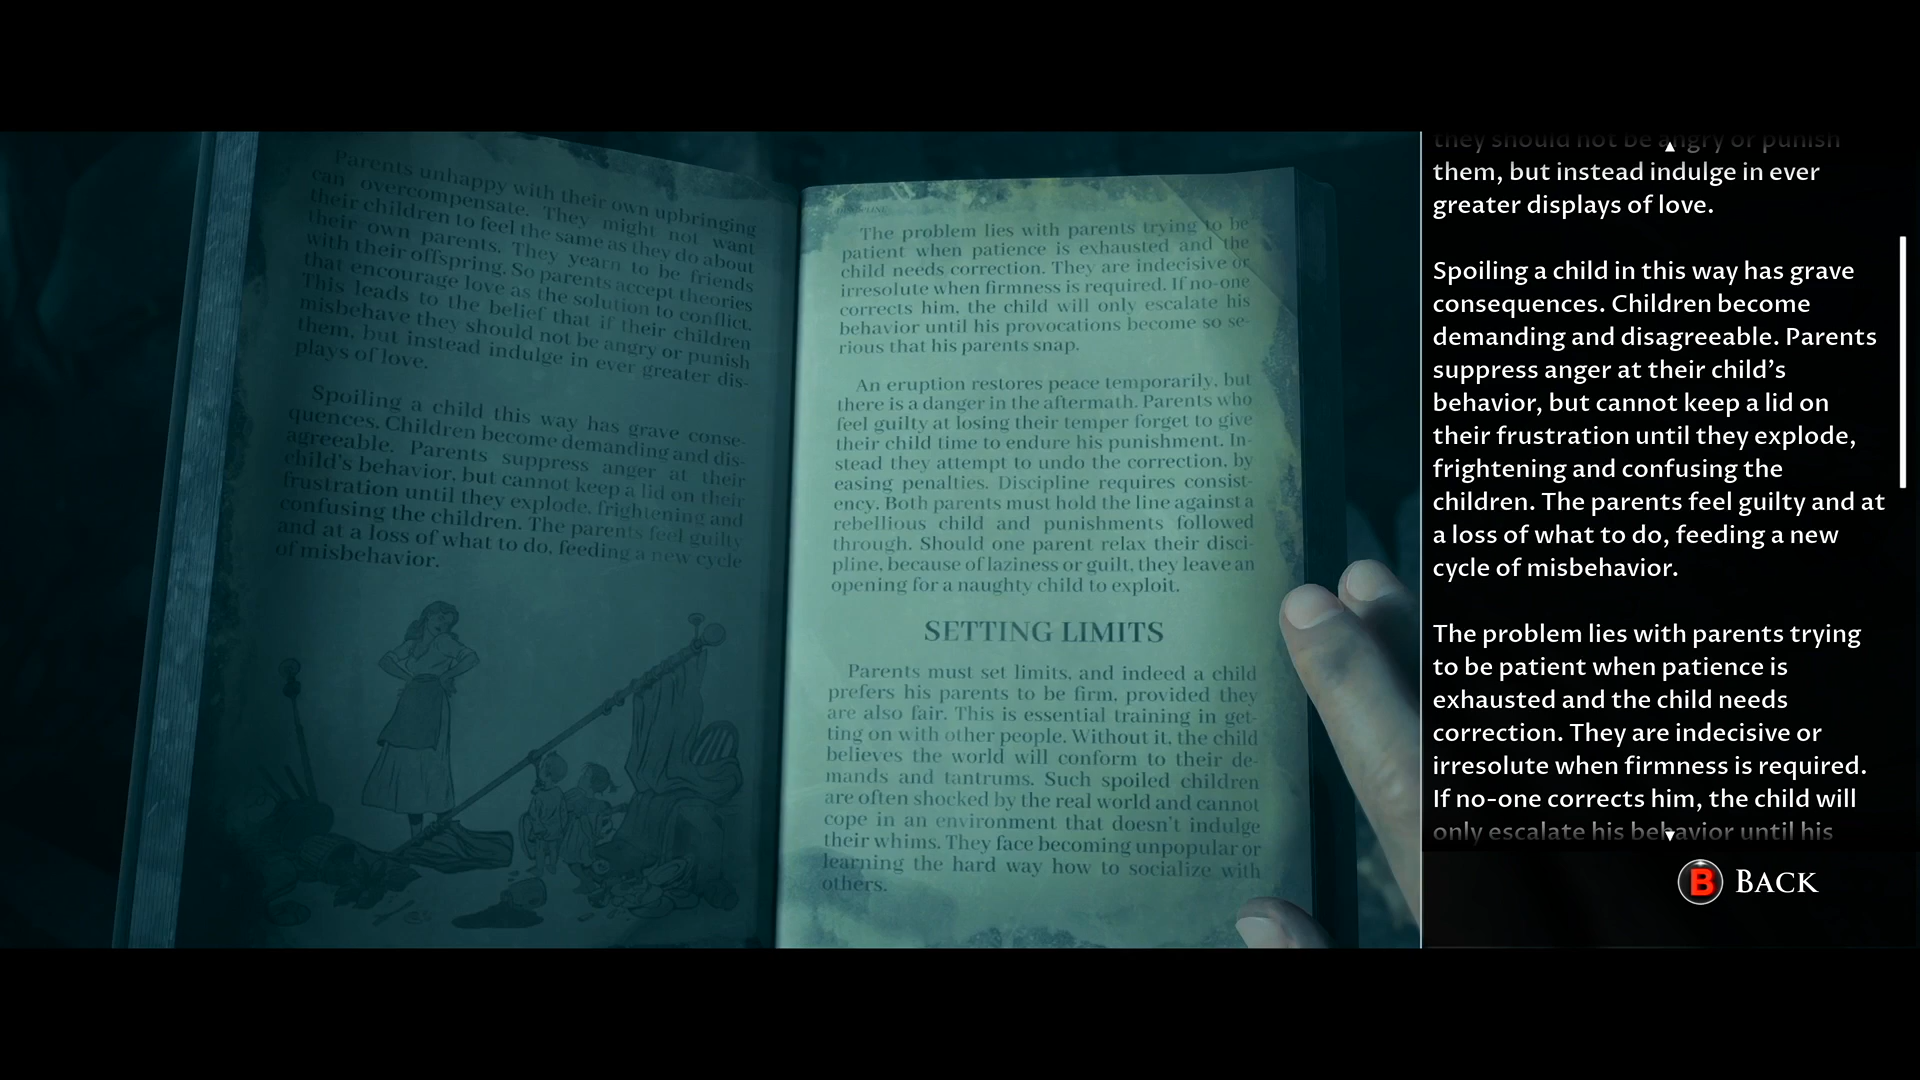 Parents unhappy with their own upbringing
can overcompensate. They might not want
their children to feel the same as they do about
their own parents. They yearn to be friends
with their offspring. So parents accept theories
that encourage love as the solution to conflict.
This leads to the belief that if their children
misbehave they should not be angry or punish
them, but instead indulge in ever greater dis-
plays of love.
Spoiling a child this way has grave conse-
quences. Children become demanding and dis-
agreeable. Parents suppress anger at their
child's behavior, but cannot keep a lid on their
frustration until they explode, frightening and
confusing the children. The parents feel guilty
and at a loss of what to do, feeding a new cycle
of misbehavior.
The problem lies with parents trying to be
patient when patience is exhausted and the
child needs correction. They are indecisive or
irresolute when firmness is required. If no-one
corrects him, the child will only escalate his
behavior until his provocations become so se-
rious that his parents snap.
An eruption restores peace temporarily, but
there is a danger in the aftermath. Parents who
feel guilty at losing their temper forget to give
their child time to endure his punishment. In-
stead they attempt to undo the correction, by
easing penalties. Discipline requires consist-
ency. Both parents must hold the line against a
rebellious child and punishments followed
through. Should one parent relax their disci-
pline, because of laziness or guilt, they leave an
opening for a naughty child to exploit.
SETTING LIMITS
Parents must set limits, and indeed a child
prefers his parents to be firm, provided they
are also fair. This is essential training in get-
ting on with other people. Without it, the child
believes the world will conform to their de-
mands and tantrums. Such spoiled children
are often shocked by the real world and cannot
cope in an environment that doesn't indulge
their whims. They face becoming unpopular or
learning the hard way how to socialize with
others.
they should not be angry or punish
them, but instead indulge in ever
greater displays of love.
Spoiling a child in this way has grave
consequences. Children become
demanding and disagreeable. Parents
suppress anger at their child's
behavior, but cannot keep a lid on
their frustration until they explode,
frightening and confusing the
children. The parents feel guilty and at
a loss of what to do, feeding a new
cycle of misbehavior.
The problem lies with parents trying
to be patient when patience is
exhausted and the child needs
correction. They are indecisive or
irresolute when firmness is required.
If no-one corrects him, the child will
only escalate his behavior until his
B BACK